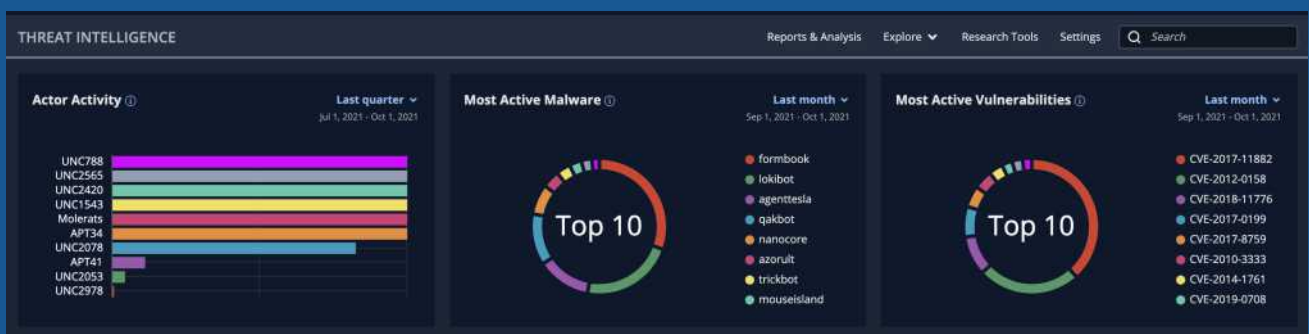 THREAT INTELLIGENCE
Reports & Analysis Explore Research Tools Settings Search
Actor Activity
Last quarter
Jul 1, 2021 - Oct 1, 2021
UNC788
UNC2565
UNC2420
UNC1543
Molerats
APT34
UNC2078
APT41
UNC2053
UNC2978
Most Active Malware
Last month
Sep 1, 2021 - Oct 1, 2021
Top 10
formbook
lokibot
agenttesla
qakbot
nanocore
azorult
trickbot
mouseisland
Most Active Vulnerabilities
Last month
Sep 1, 2021 - Oct 1, 2021
Top 10
CVE-2017-11882
CVE-2012-0158
CVE-2018-11776
CVE-2017-0199
CVE-2017-8759
CVE-2010-3333
CVE-2014-1761
CVE-2019-0708